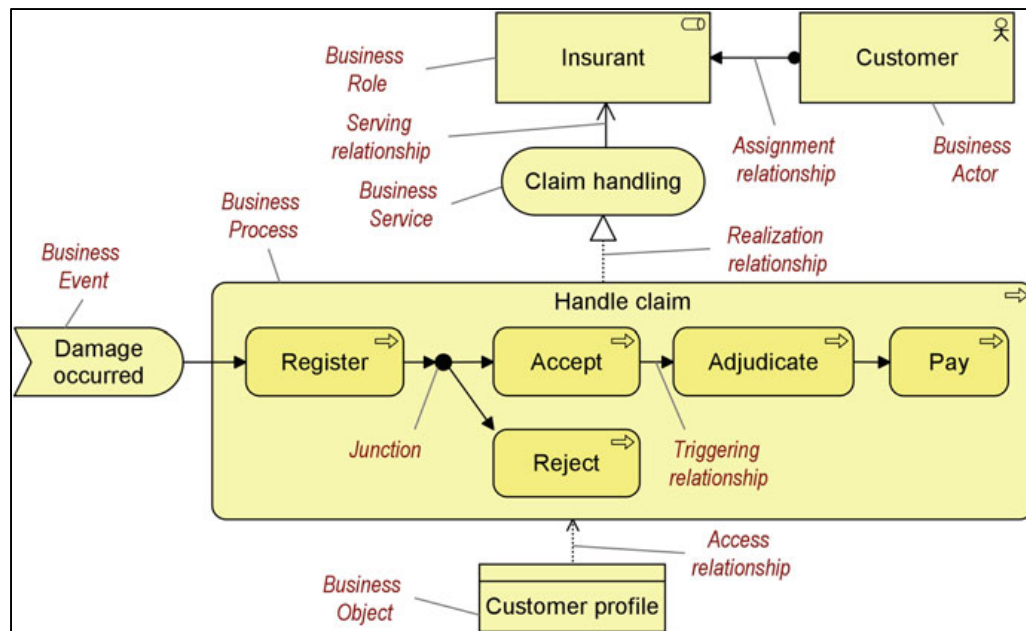 Business
Role
Insurant
Customer
Serving
relationship
Assignment
relationship
Business
Actor
Claim handling
Business
Service
Business
Process
Realization
relationship
Business
Event
Handle claim
Damage
occurred
Register
Accept
Adjudicate
Pay
Junction
Reject
Triggering
relationship
Access
relationship
Business
Object
Customer profile